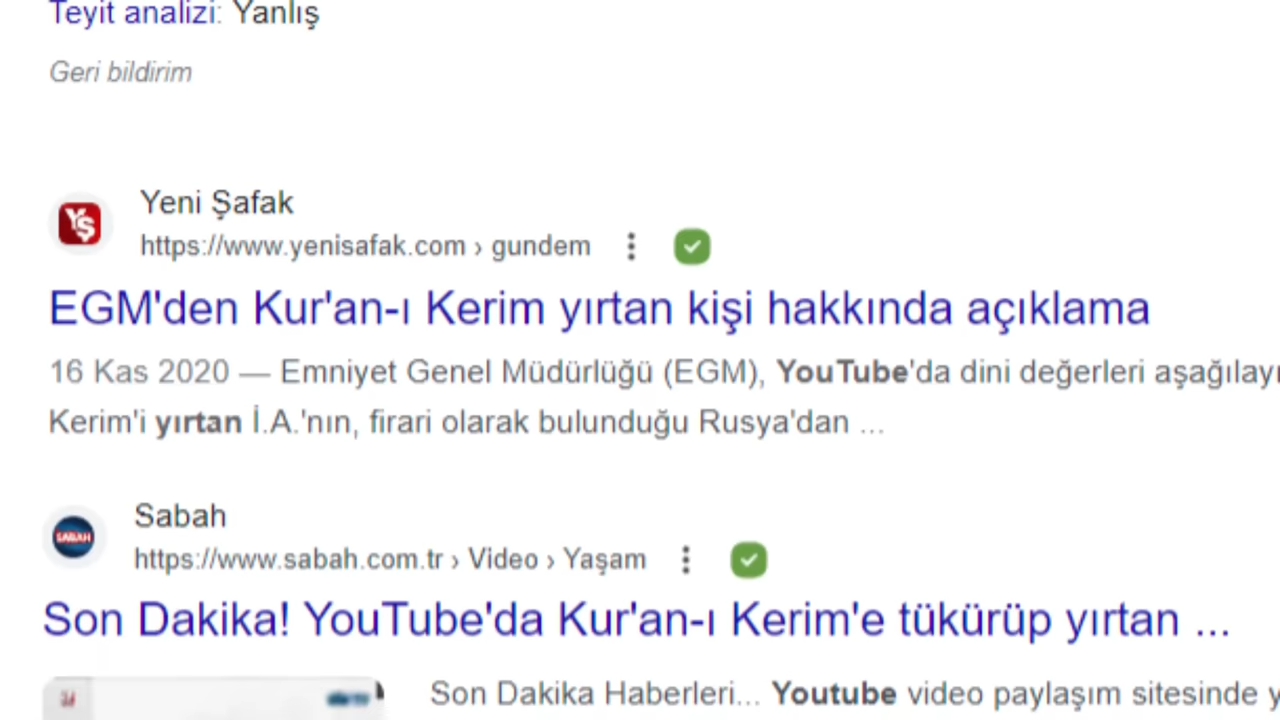 Teyit analizi: Yanlış
Geri bildirim
Yeni Şafak
https://www.yenisafak.com › gundem
EGM'den Kur'an-ı Kerim yırtan kişi hakkında açıklama
16 Kas 2020 — Emniyet Genel Müdürlüğü (EGM), YouTube'da dini değerleri
Kerim'i yırtan İ.A.'nın, firari olarak bulunduğu Rusya'dan ...
Sabah
SABAH
https://www.sabah.com.tr › Video › Yaşam
Son Dakika! YouTube'da Kur'an-ı Kerim'e tükürüp yırtan ...
Son Dakika Haberleri... Youtube video paylaşım sitesinde